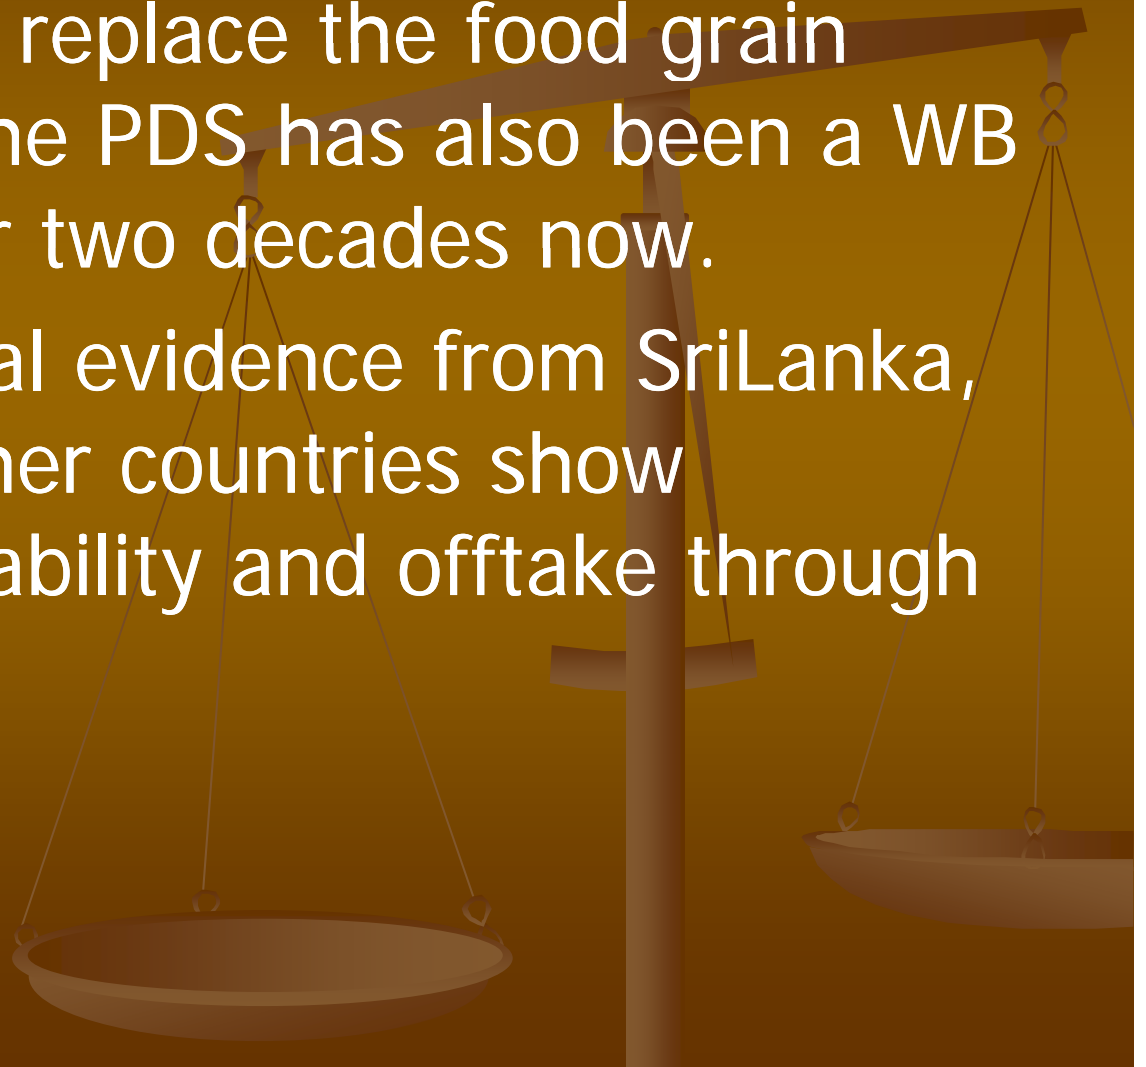 replace the food grain
he PDS has also been a WB
r two decades now.
al evidence from SriLanka,
her countries show
ability and offtake through